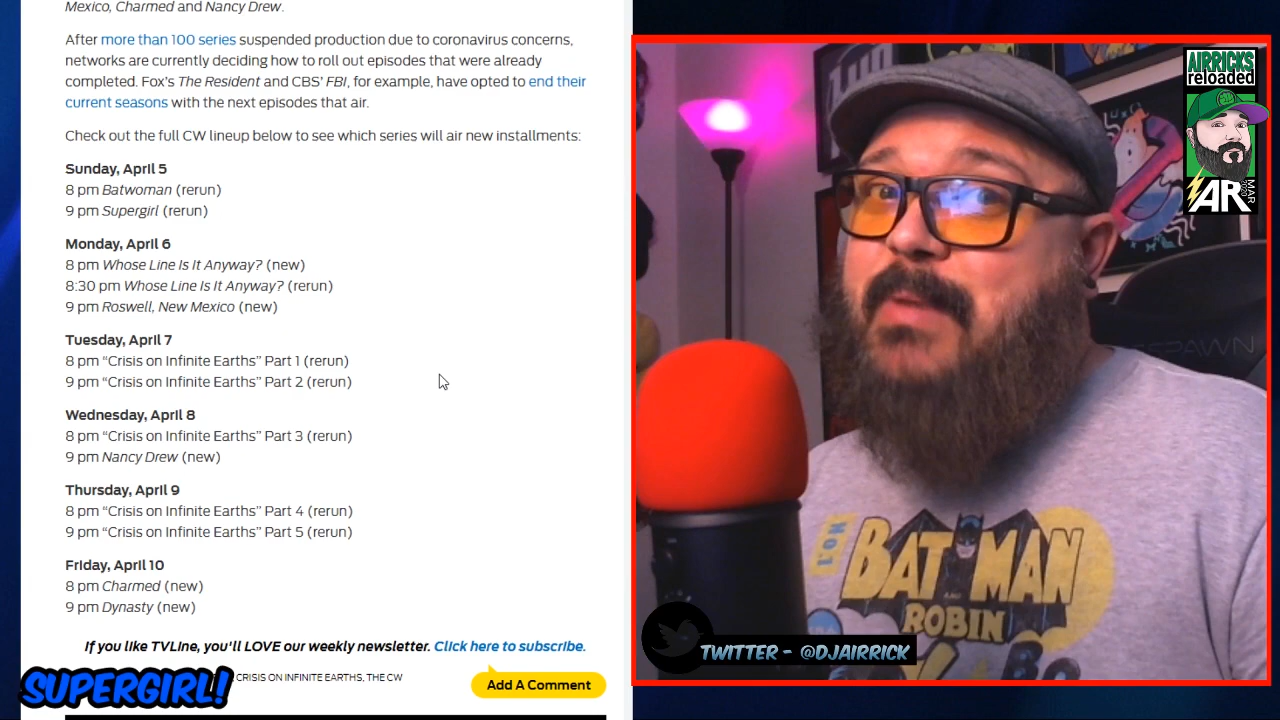 Mexico, Charmed and Nancy Drew.
After more than 100 series suspended production due to coronavirus concerns,
networks are currently deciding how to roll out episodes that were already
completed. Fox's The Resident and CBS' FBI, for example, have opted to end their
current seasons with the next episodes that air.
Check out the full CW lineup below to see which series will air new installments:
Sunday, April 5
8 pm Batwoman (rerun)
9 pm Supergirl (rerun)
Monday, April 6
8 pm Whose Line Is It Anyway? (new)
8:30 pm Whose Line Is It Anyway? (rerun)
9 pm Roswell, New Mexico (new)
Tuesday, April 7
8 pm “Crisis on Infinite Earths” Part 1 (rerun)
9 pm “Crisis on Infinite Earths” Part 2 (rerun)
Wednesday, April 8
8 pm “Crisis on Infinite Earths” Part 3 (rerun)
9 pm Nancy Drew (new)
Thursday, April 9
8 pm “Crisis on Infinite Earths” Part 4 (rerun)
9 pm “Crisis on Infinite Earths” Part 5 (rerun)
Friday, April 10
8 pm Charmed (new)
9 pm Dynasty (new)
If you like TVLine, you'll LOVE our weekly newsletter. Click here to subscribe.
CRISIS ON INFINITE EARTHS, THE CW
Add A Comment
SUPERGIRL!
AIRRICKS
reloaded
AR
MAR
RESPAWN
NO.1
BATMAN
AND
ROBIN
TWITTER - @DJAIRRICK